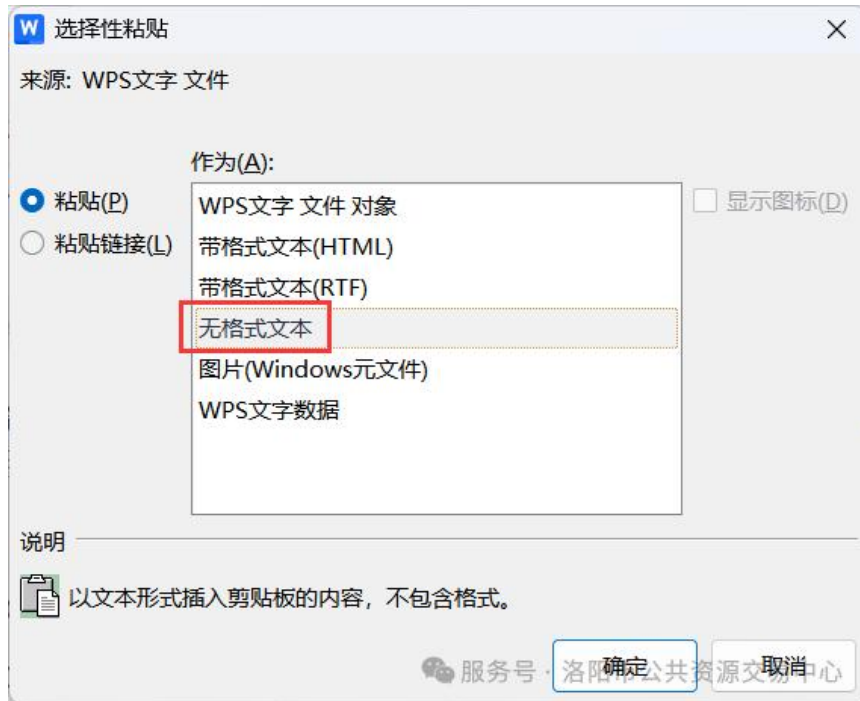 W 选择性粘贴
来源: WPS文字 文件
作为(A):
粘贴(P)
粘贴链接(L)
WPS文字 文件 对象
带格式文本(HTML)
带格式文本(RTF)
无格式文本
图片(Windows元文件)
WPS文字数据
显示图标(D)
说明
以文本形式插入剪贴板的内容，不包含格式。
确定
取消
服务号 · 洛阳市公共资源交易中心